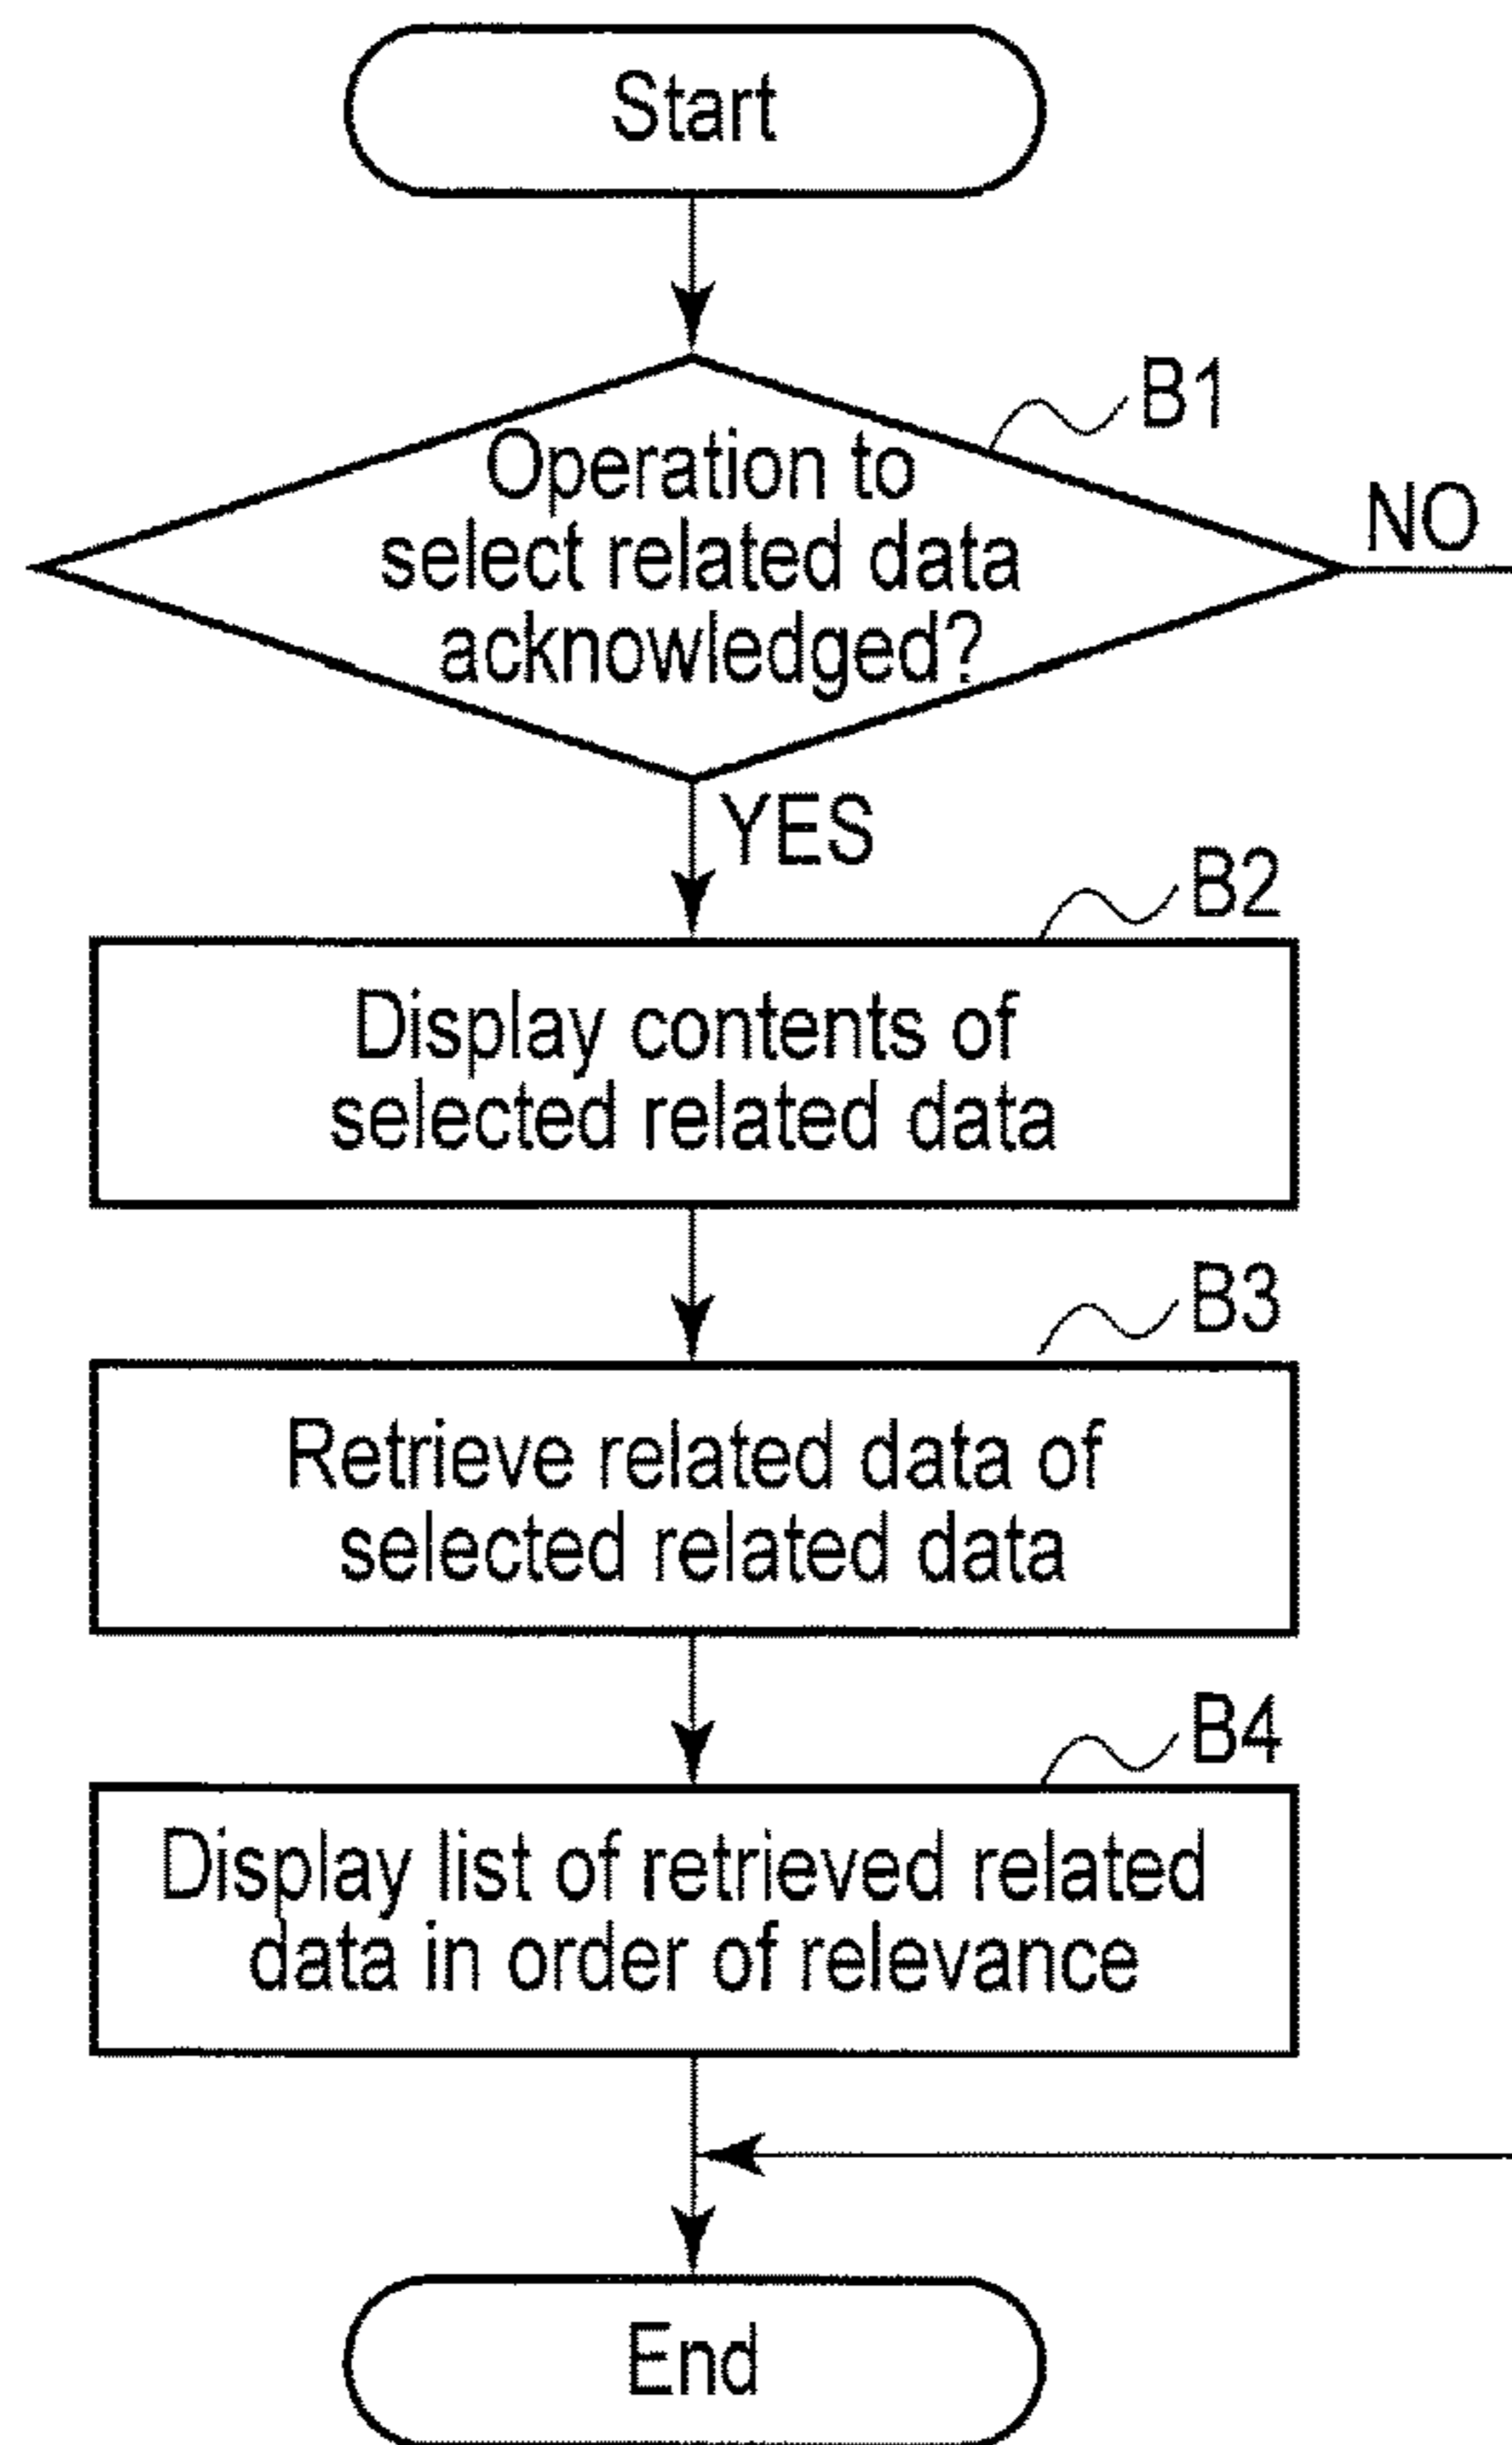 Start
B1
Operation to
select related data
acknowledged?
NO
YES
B2
Display contents of
selected related data
B3
Retrieve related data of
selected related data
B4
Display list of retrieved related
data in order of relevance
End